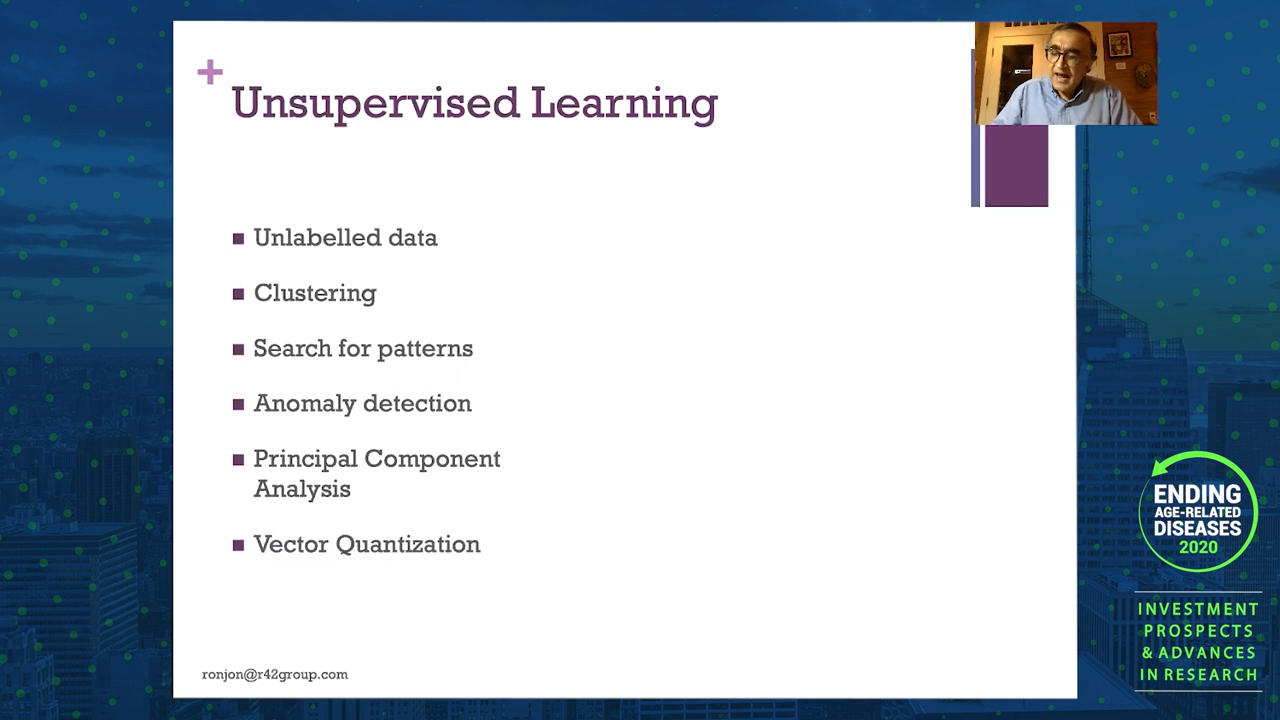 +
Unsupervised Learning
Unlabelled data
Clustering
Search for patterns
Anomaly detection
Principal Component
Analysis
Vector Quantization
ronjon@r42group.com
ENDING
AGE-RELATED
DISEASES
2020
INVESTMENT
PROSPECTS
& ADVANCES
IN RESEARCH